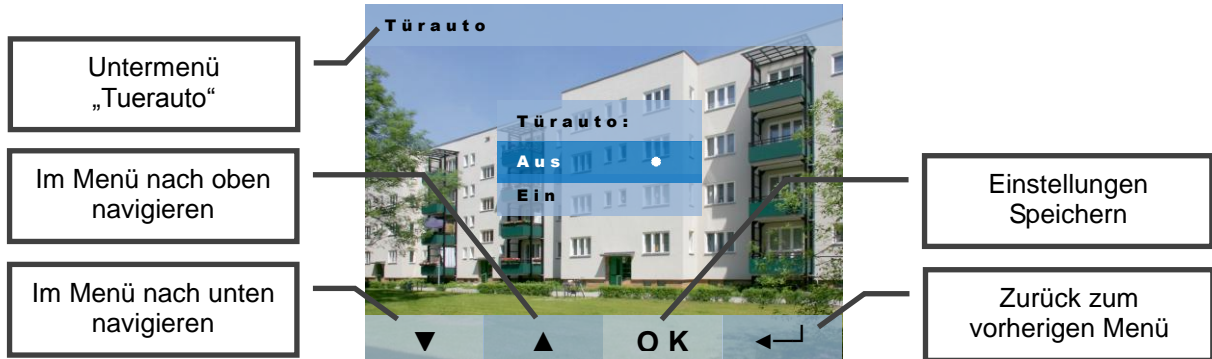 Türauto
Untermenü
„Tuerauto“
Türauto:
Aus
Ein
Im Menü nach oben
navigieren
Einstellungen
Speichern
Im Menü nach unten
navigieren
Zurück zum
vorherigen Menü
▼ ▲ OK